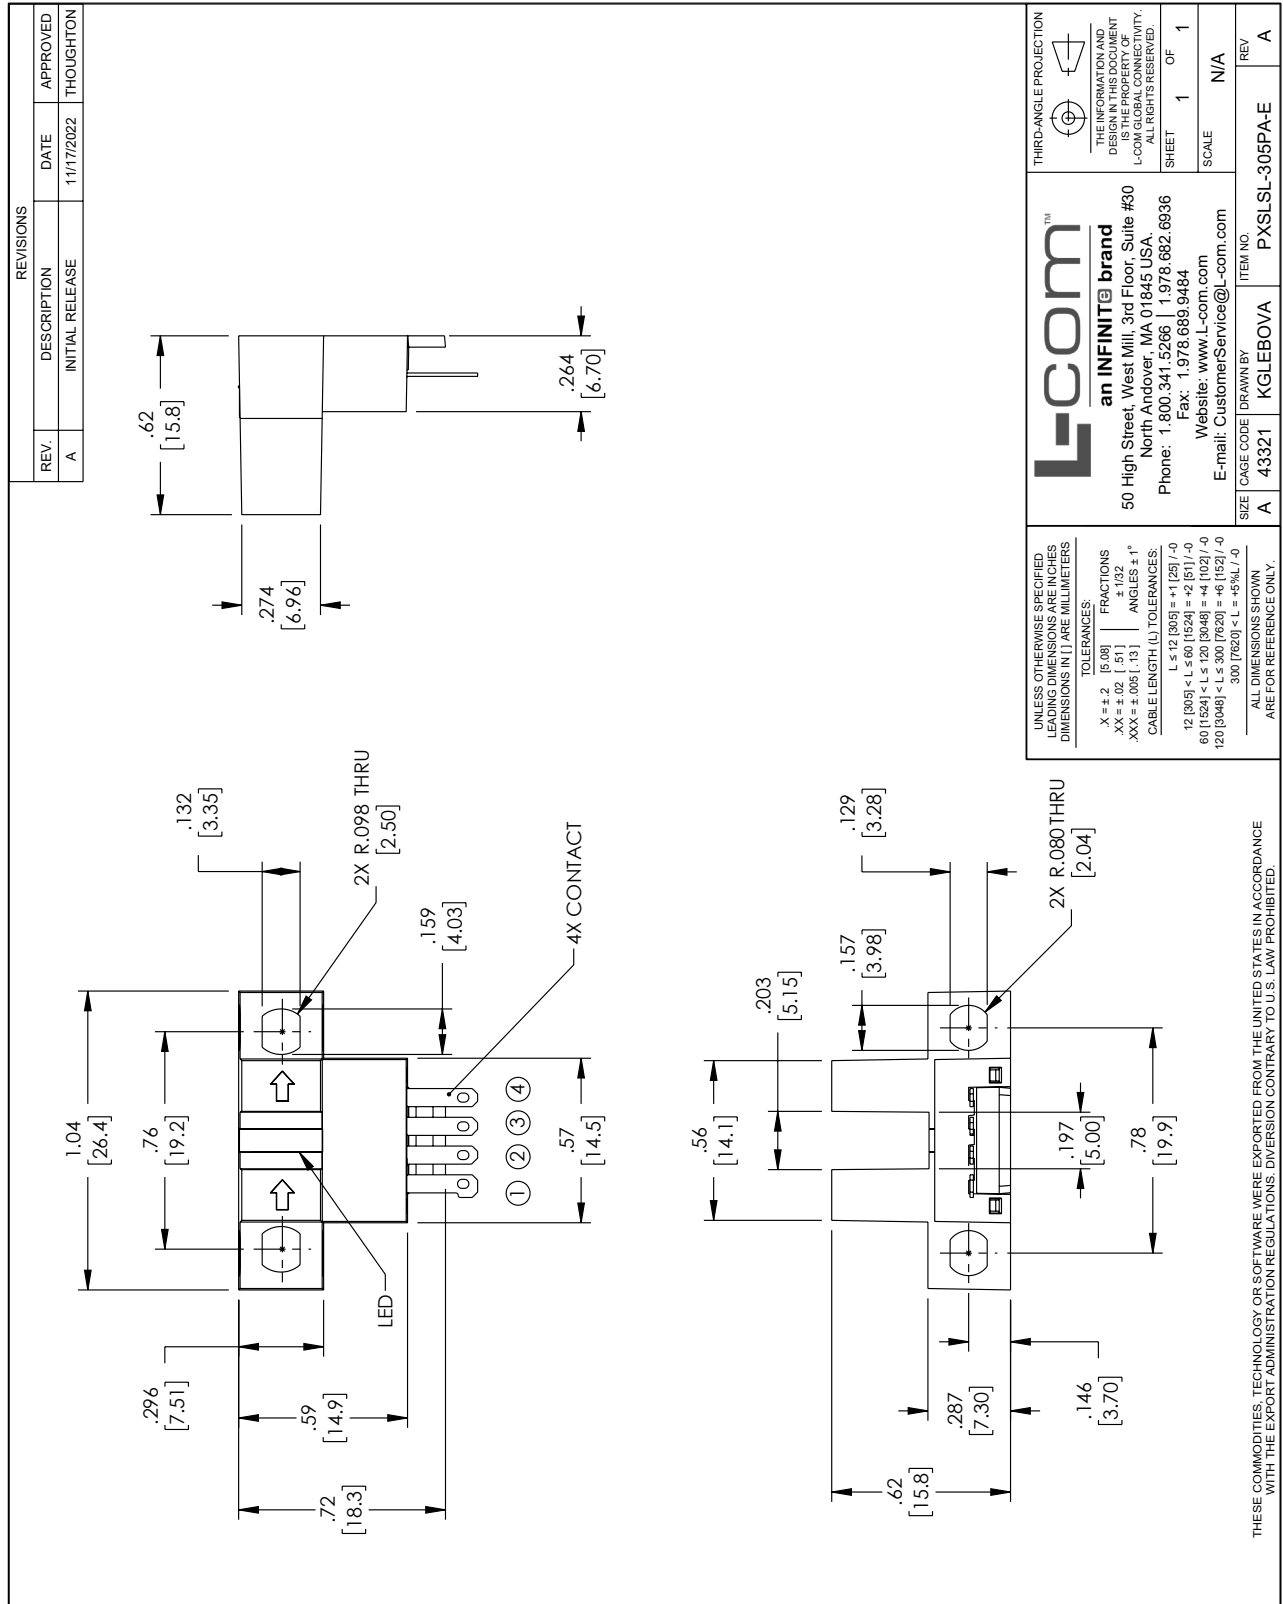 REVISIONS
REV. DESCRIPTION DATE APPROVED
A INITIAL RELEASE 11/17/2022 THOUGHTON
1.04
[26.4]
.76
[19.2]
.132
[3.35]
2X R.098 THRU
[2.50]
.159
[4.03]
4X CONTACT
.296
[7.51]
.59
[14.9]
.72
[18.3]
LED
1 2 3 4
.57
[14.5]
.62
[15.8]
.274
[6.96]
.264
[6.70]
.56
[14.1]
.203
[5.15]
.157
[3.98]
.129
[3.28]
2X R.080 THRU
[2.04]
.62
[15.8]
.287
[7.30]
.146
[3.70]
.197
[5.00]
.78
[19.9]
UNLESS OTHERWISE SPECIFIED
LEADING DIMENSIONS ARE INCHES
DIMENSIONS IN [ ] ARE MILLIMETERS
TOLERANCES:
.X = ± .2 [5.08] FRACTIONS
.XX = ± .02 [ .51 ] ± 1/32
.XXX = ± .005 [ .13 ] ANGLES ± 1°
CABLE LENGTH (L) TOLERANCES:
L ≤ 12 [305] = +1 [25] / -0
12 [305] < L ≤ 60 [1524] = +2 [51] / -0
60 [1524] < L ≤ 120 [3048] = +4 [102] / -0
120 [3048] < L ≤ 300 [7620] = +6 [152] / -0
300 [7620] < L = +5%L / -0
ALL DIMENSIONS SHOWN
ARE FOR REFERENCE ONLY.
L-com™
an INFINIT@ brand
50 High Street, West Mill, 3rd Floor, Suite #30
North Andover, MA 01845 USA.
Phone: 1.800.341.5266 | 1.978.682.6936
Fax: 1.978.689.9484
Website: www.L-com.com
E-mail: CustomerService@L-com.com
THIRD-ANGLE PROJECTION
THE INFORMATION AND
DESIGN IN THIS DOCUMENT
IS THE PROPERTY OF
L-COM GLOBAL CONNECTIVITY.
ALL RIGHTS RESERVED.
SHEET 1 OF 1
SCALE N/A
SIZE CAGE CODE DRAWN BY ITEM NO. REV
A 43321 KGLEBOVA PXSLSL-305PA-E A
THESE COMMODITIES, TECHNOLOGY OR SOFTWARE WERE EXPORTED FROM THE UNITED STATES IN ACCORDANCE
WITH THE EXPORT ADMINISTRATION REGULATIONS. DIVERSION CONTRARY TO U.S. LAW PROHIBITED.